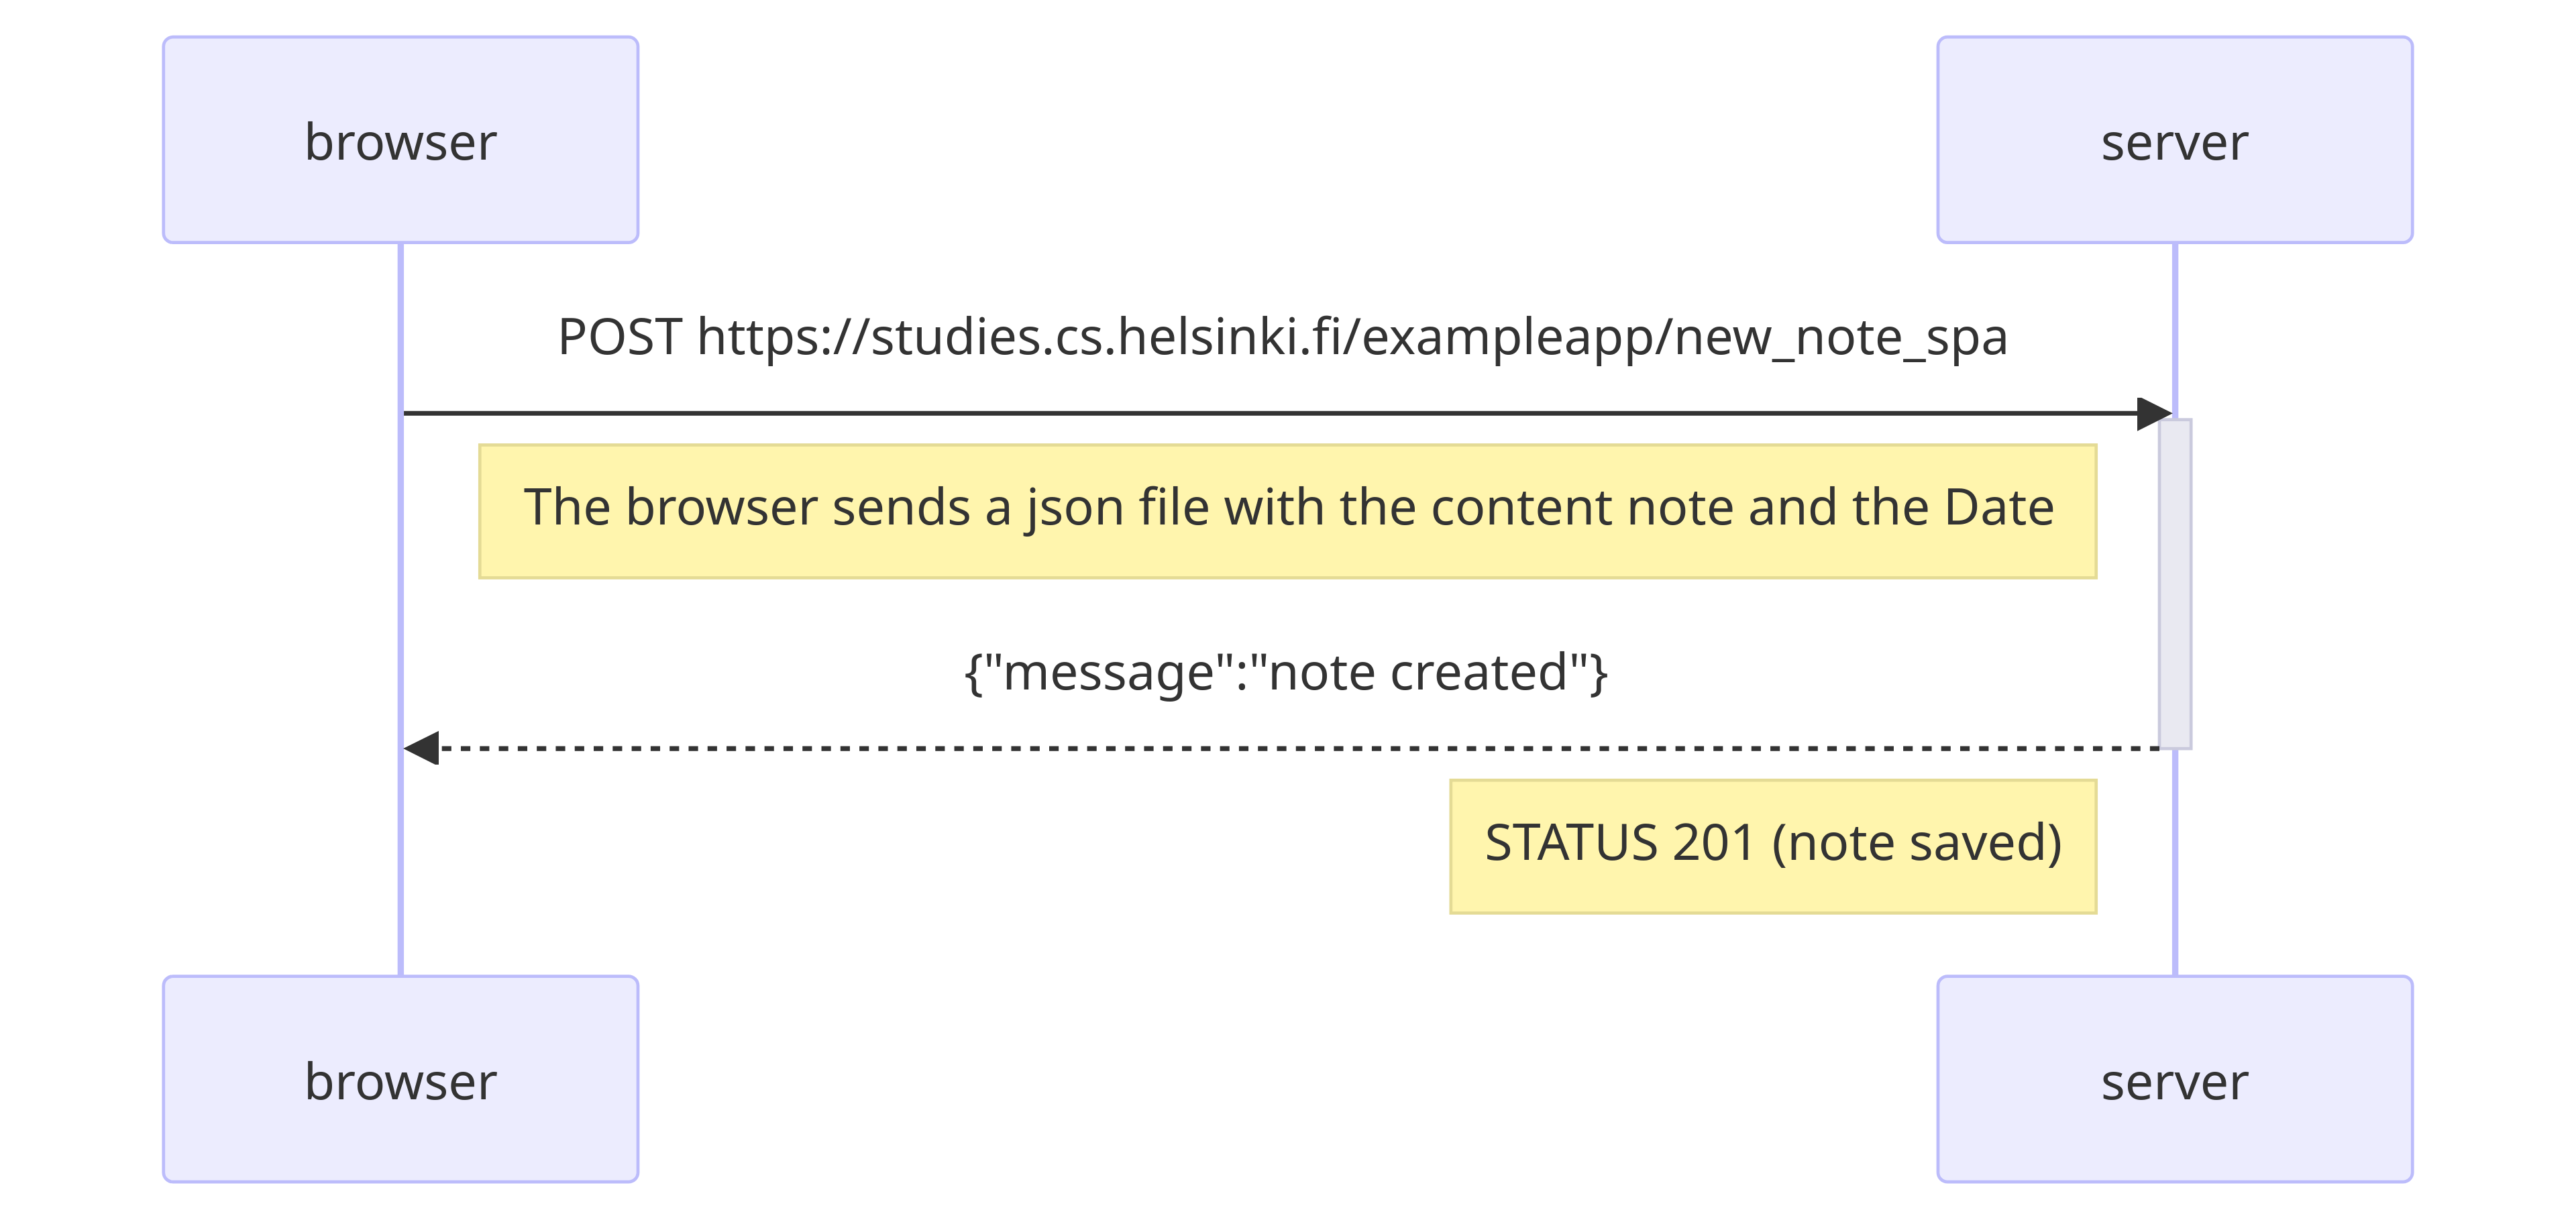 browser
server
POST https://studies.cs.helsinki.fi/exampleapp/new_note_spa
The browser sends a json file with the content note and the Date
{"message":"note created"}
STATUS 201 (note saved)
browser
server